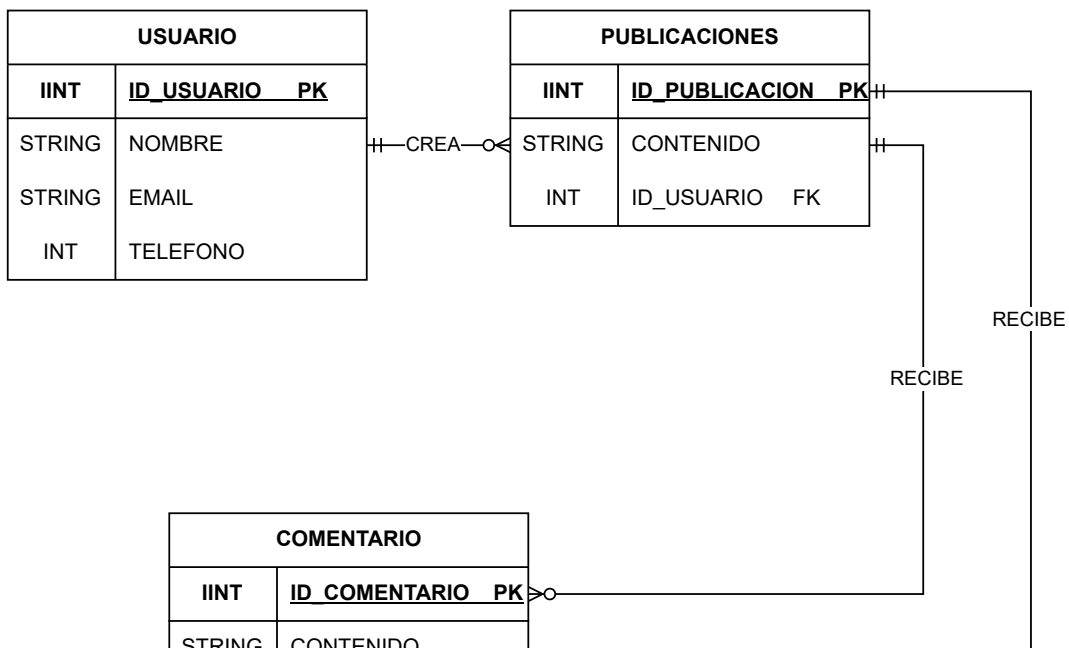 USUARIO
IINT ID_USUARIO PK
STRING NOMBRE
STRING EMAIL
INT TELEFONO
CREA
PUBLICACIONES
IINT ID_PUBLICACION PK
STRING CONTENIDO
INT ID_USUARIO FK
RECIBE
RECIBE
COMENTARIO
IINT ID_COMENTARIO PK
STRING CONTENIDO